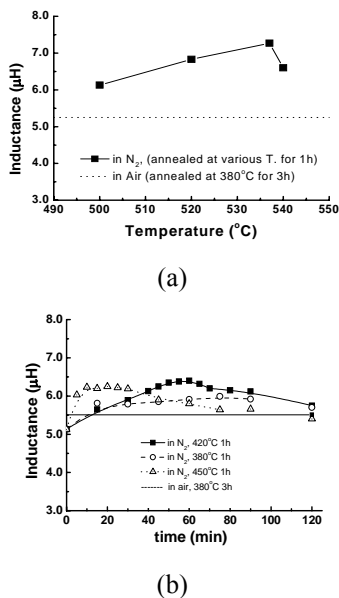 8.0
7.0
6.0
5.0
4.0
3.0
Inductance (μH)
in N2, (annealed at various T. for 1h)
in Air (annealed at 380°C for 3h)
490 500 510 520 530 540 550
Temperature (°C)
(a)
8.0
7.0
6.0
5.0
4.0
3.0
Inductance (μH)
in N2, 420°C 1h
in N2, 380°C 1h
in N2, 450°C 1h
in air, 380°C 3h
0 20 40 60 80 100 120
time (min)
(b)